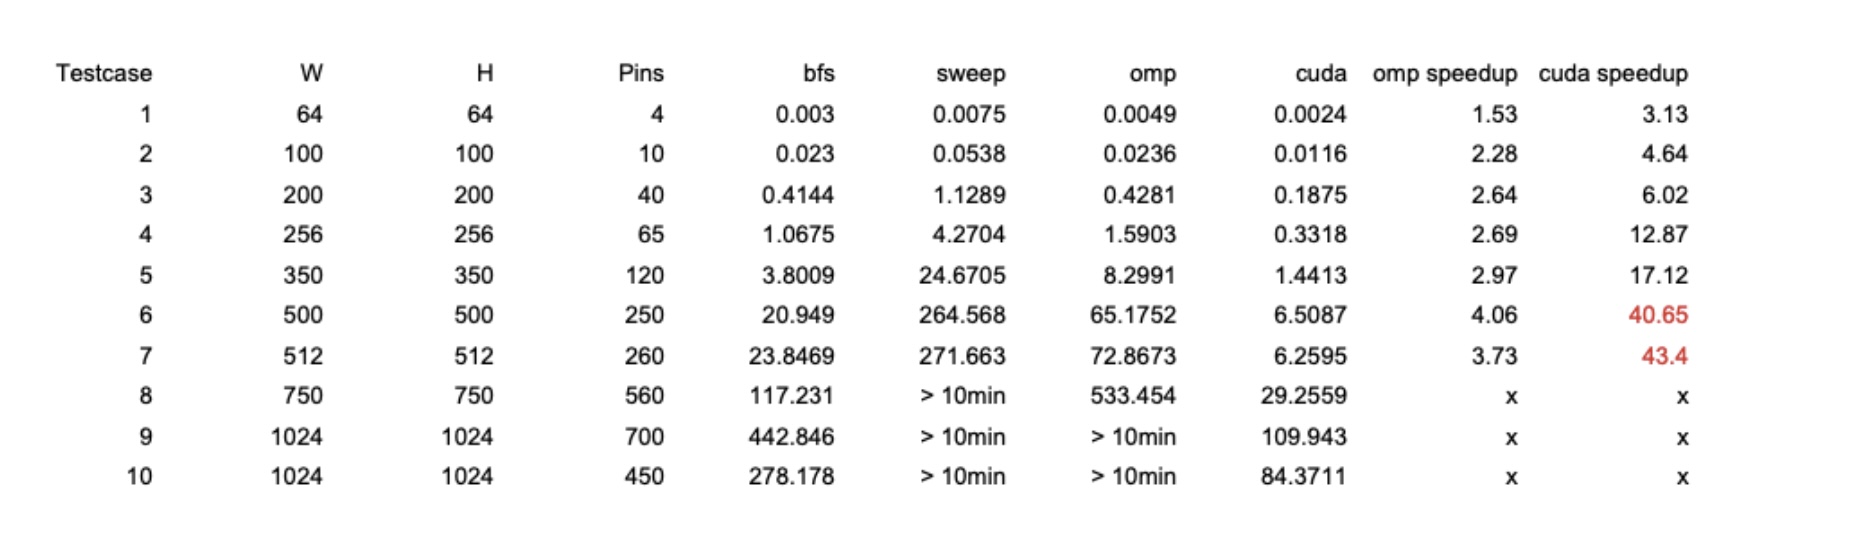 Testcase W H Pins bfs sweep omp cuda omp speedup cuda speedup
1 64 64 4 0.003 0.0075 0.0049 0.0024 1.53 3.13
2 100 100 10 0.023 0.0538 0.0236 0.0116 2.28 4.64
3 200 200 40 0.4144 1.1289 0.4281 0.1875 2.64 6.02
4 256 256 65 1.0675 4.2704 1.5903 0.3318 2.69 12.87
5 350 350 120 3.8009 24.6705 8.2991 1.4413 2.97 17.12
6 500 500 250 20.949 264.568 65.1752 6.5087 4.06 40.65
7 512 512 260 23.8469 271.663 72.8673 6.2595 3.73 43.4
8 750 750 560 117.231 > 10min 533.454 29.2559 x x
9 1024 1024 700 442.846 > 10min > 10min 109.943 x x
10 1024 1024 450 278.178 > 10min > 10min 84.3711 x x